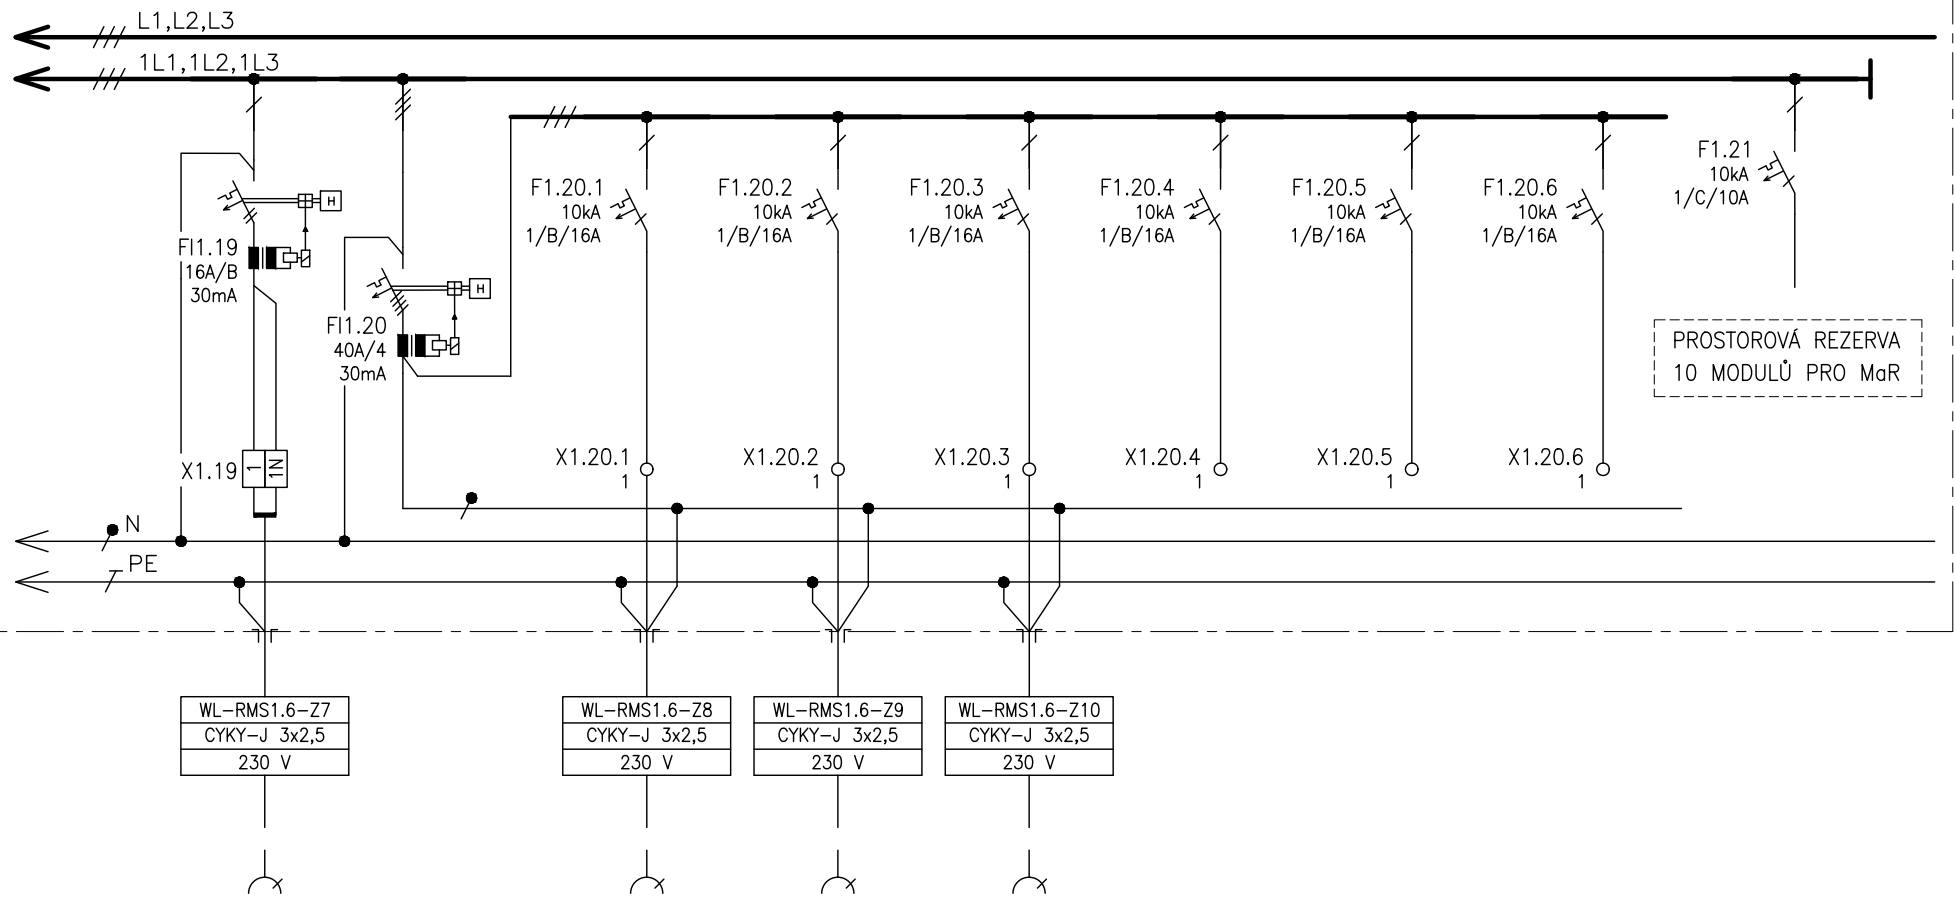 L1,L2,L3
1L1,1L2,1L3
FI1.19
16A/B
30mA
H
FI1.20
40A/4
30mA
H
F1.20.1
10kA
1/B/16A
F1.20.2
10kA
1/B/16A
F1.20.3
10kA
1/B/16A
F1.20.4
10kA
1/B/16A
F1.20.5
10kA
1/B/16A
F1.20.6
10kA
1/B/16A
F1.21
10kA
1/C/10A
PROSTOROVÁ REZERVA
10 MODULŮ PRO MaR
X1.19
1
1N
X1.20.1
1
X1.20.2
1
X1.20.3
1
X1.20.4
1
X1.20.5
1
X1.20.6
1
N
PE
WL-RMS1.6-Z7
CYKY-J 3x2,5
230 V
WL-RMS1.6-Z8
CYKY-J 3x2,5
230 V
WL-RMS1.6-Z9
CYKY-J 3x2,5
230 V
WL-RMS1.6-Z10
CYKY-J 3x2,5
230 V